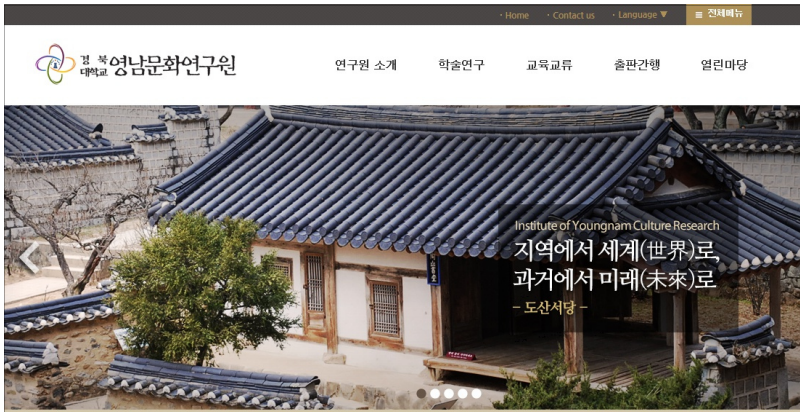 · Home · Contact us · Language ▼ ≡ 전체메뉴
경북대학교 영남문화연구원
연구원 소개 학술연구 교육교류 출판간행 열린마당
Institute of Youngnam Culture Research
지역에서 세계(世界)로,
과거에서 미래(未來)로
– 도산서당 –